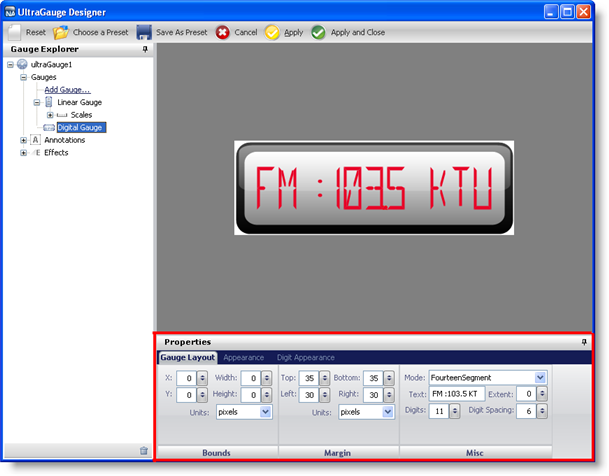 UltraGauge Designer
Reset Choose a Preset Save As Preset Cancel Apply Apply and Close
Gauge Explorer
ultraGauge1
Gauges
Add Gauge...
Linear Gauge
Scales
Digital Gauge
A Annotations
E Effects
FM :103.5 KTU
Properties
Gauge Layout Appearance Digit Appearance
X: 0 Width: 0 Top: 35 Bottom: 35 Mode: FourteenSegment
Y: 0 Height: 0 Left: 30 Right: 30 Text: FM :103.5 KT Extent: 0
Units: pixels Units: pixels Digits: 11 Digit Spacing: 6
Bounds Margin Misc